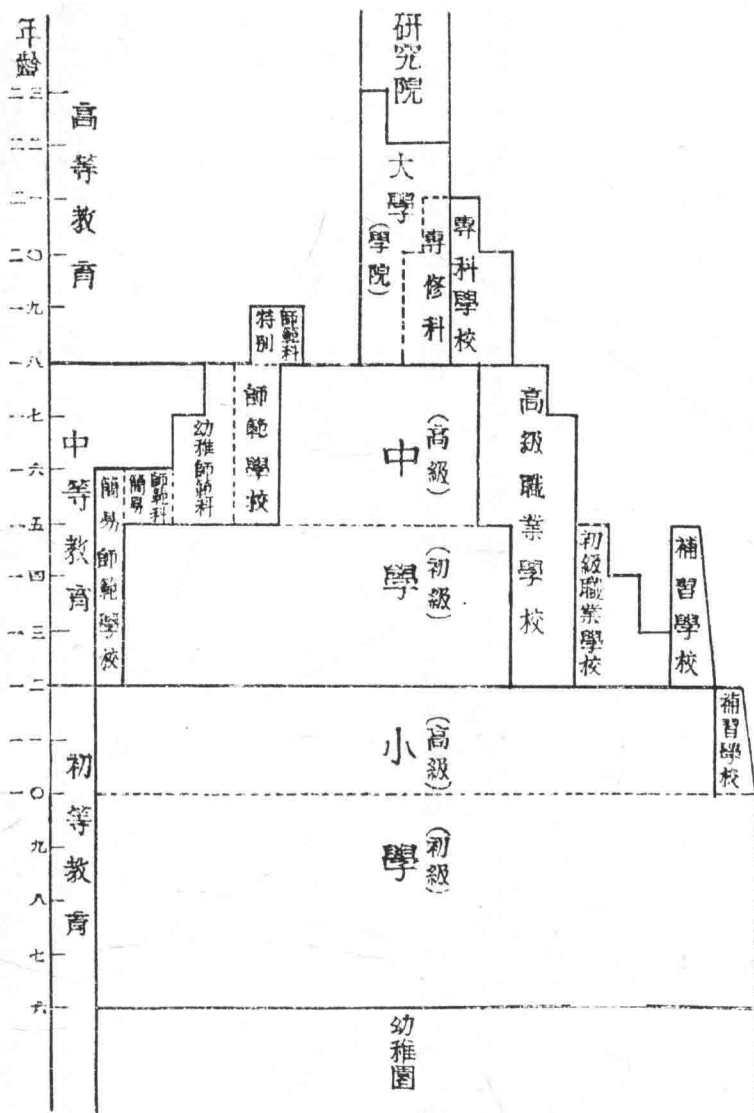 年齡
二三
二二
二一
二〇
一九
一八
一七
一六
一五
一四
一三
一二
一一
一〇
九
八
七
六
高等教育
中等教育
初等教育
研究院
大學
(學院)
專修科
專科學校
特別
師範科
師範學校
幼稚師範科
簡易
師範科
簡易師範學校
中學
(高級)
(初級)
高級職業學校
初級職業學校
補習學校
補習學校
小學
(高級)
(初級)
幼稚園